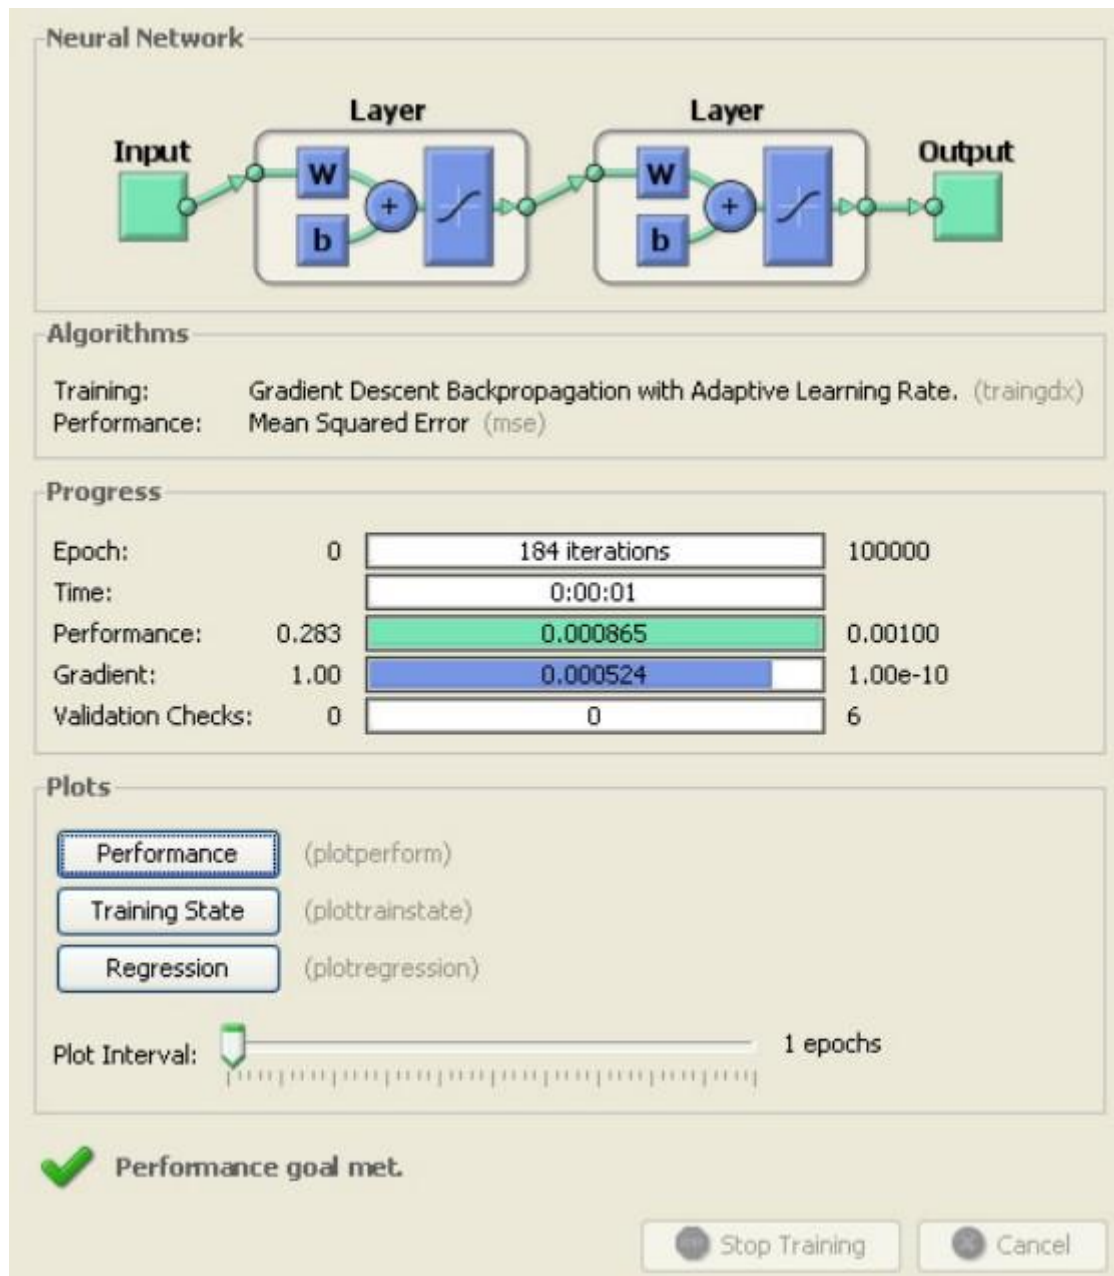 Neural Network
Layer Layer
Input Output
W W
+ +
b b
Algorithms
Training: Gradient Descent Backpropagation with Adaptive Learning Rate. (traingdx)
Performance: Mean Squared Error (mse)
Progress
Epoch: 0 184 iterations 100000
Time: 0:00:01
Performance: 0.283 0.000865 0.00100
Gradient: 1.00 0.000524 1.00e-10
Validation Checks: 0 0 6
Plots
Performance (plotperform)
Training State (plottrainstate)
Regression (plotregression)
Plot Interval: 1 epochs
Performance goal met.
Stop Training Cancel